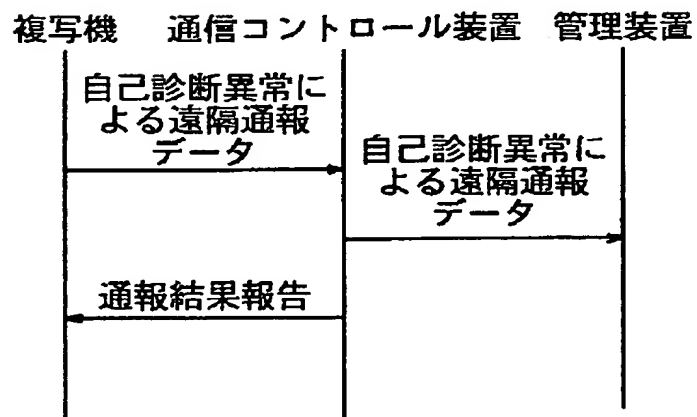 複写機 通信コントロール装置 管理装置
自己診断異常に
よる遠隔通報
データ
自己診断異常に
よる遠隔通報
データ
通報結果報告